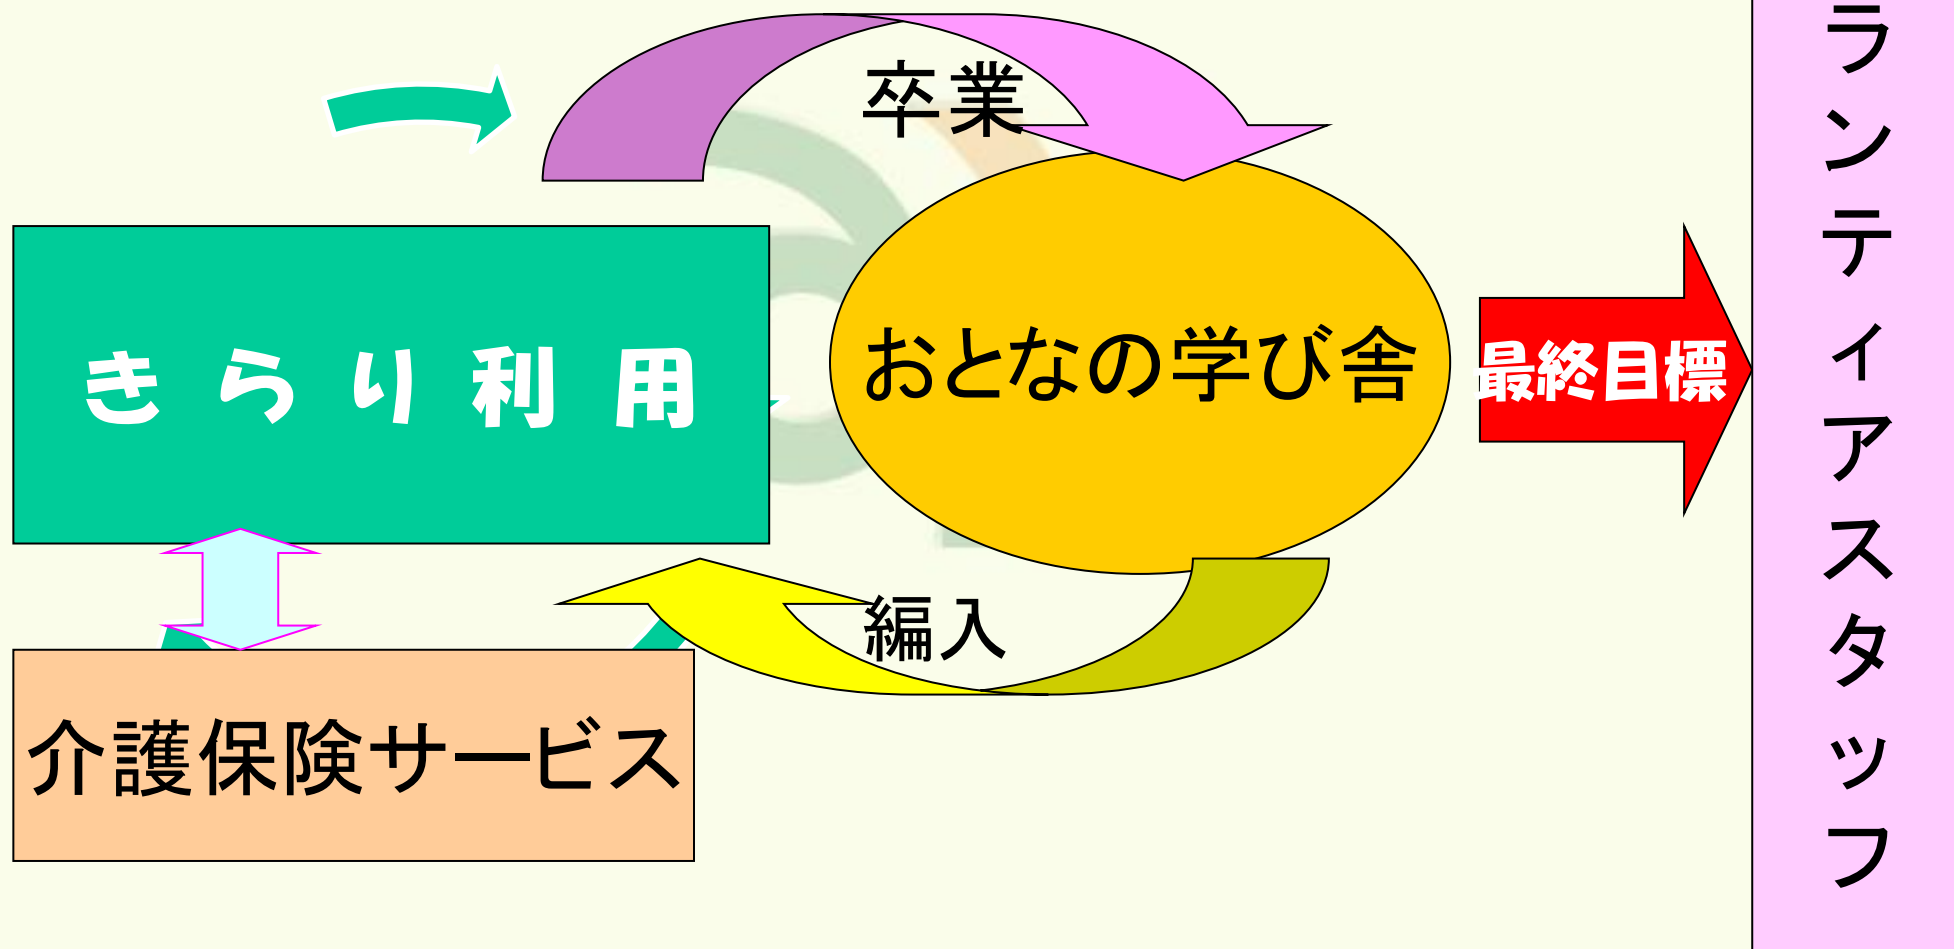 卒業
きらり利用
おとなの学び舎
最終目標
編入
介護保険サービス
ランティアスタッフ